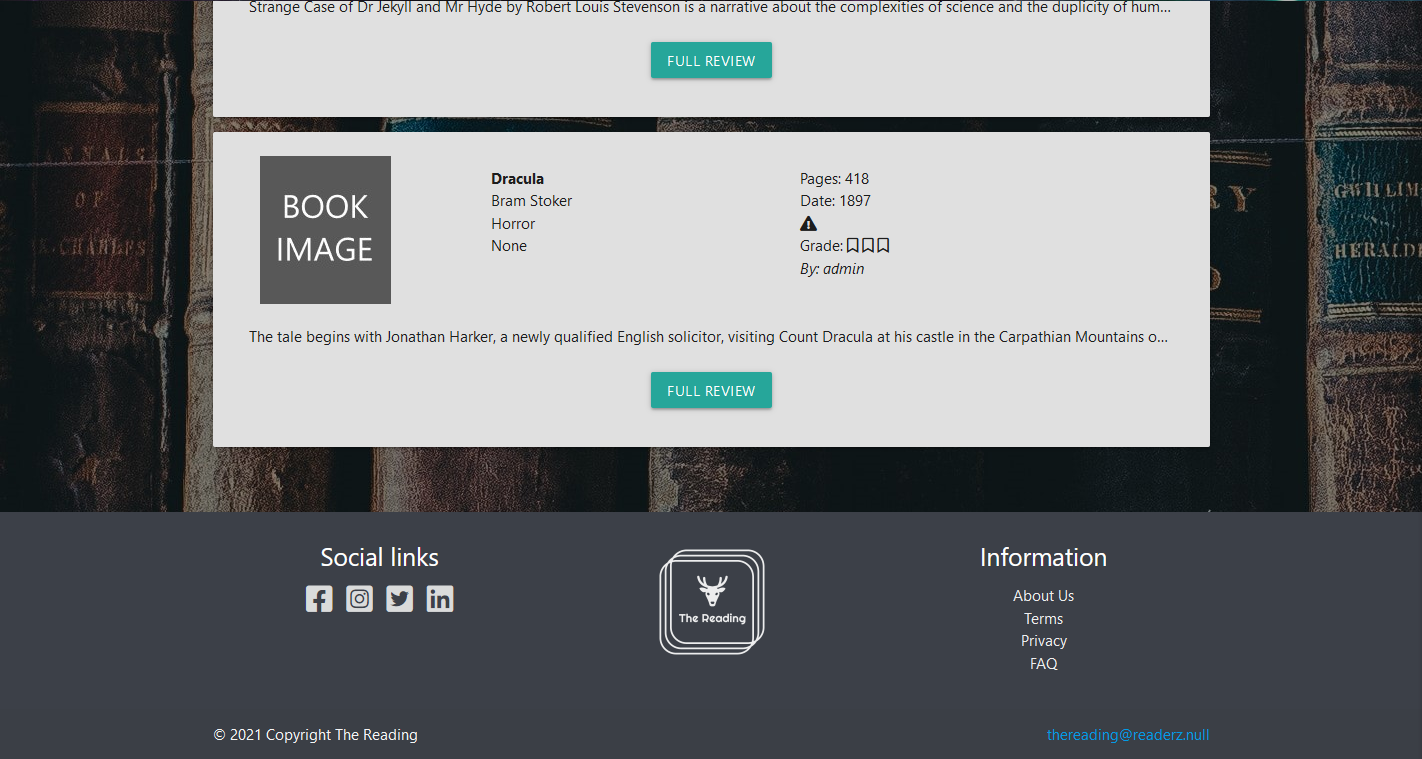 Strange Case of Dr Jekyll and Mr Hyde by Robert Louis Stevenson is a narrative about the complexities of science and the duplicity of hum...
FULL REVIEW
BOOK
IMAGE
Dracula
Bram Stoker
Horror
None
Pages: 418
Date: 1897
Grade:
By: admin
The tale begins with Jonathan Harker, a newly qualified English solicitor, visiting Count Dracula at his castle in the Carpathian Mountains o...
FULL REVIEW
OF
K. CHARLES
GWILLIM
HERALD
Social links
The Reading
Information
About Us
Terms
Privacy
FAQ
© 2021 Copyright The Reading
thereading@readerz.null